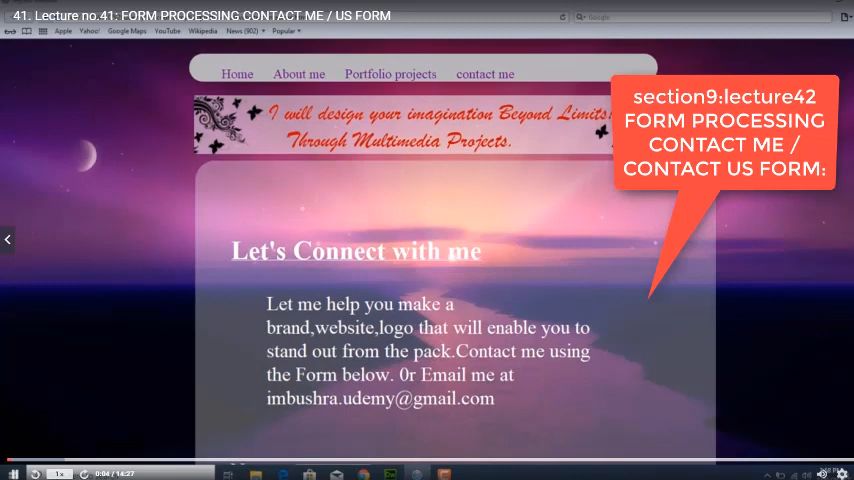 41. Lecture no.41: FORM PROCESSING CONTACT ME / US FORM
Google
Apple Yahoo! Google Maps YouTube Wikipedia News (902) Popular
Home About me Portfolio projects contact me
section9:lecture42
FORM PROCESSING
CONTACT ME /
CONTACT US FORM:
I will design your imagination Beyond Limits!
Through Multimedia Projects.
Let's Connect with me
Let me help you make a
brand,website,logo that will enable you to
stand out from the pack.Contact me using
the Form below. 0r Email me at
imbushra.udemy@gmail.com
1x 0:04 / 14:27